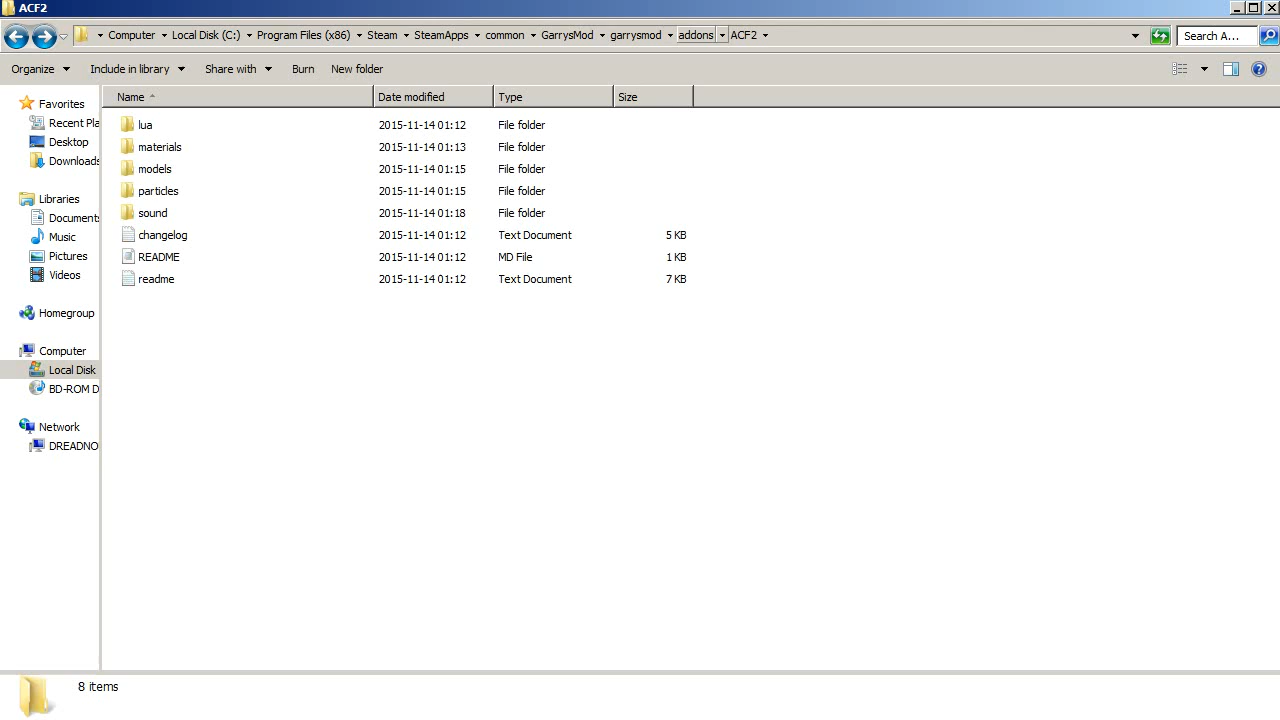 ACF2
Computer Local Disk (C:) Program Files (x86) Steam SteamApps common GarrysMod garrysmod addons ACF2 Search A...
Organize Include in library Share with Burn New folder
Name Date modified Type Size
Favorites
Recent Pla
Desktop
Downloads
Libraries
Documents
Music
Pictures
Videos
Homegroup
Computer
Local Disk
BD-ROM D
Network
DREADNO
lua 2015-11-14 01:12 File folder
materials 2015-11-14 01:13 File folder
models 2015-11-14 01:15 File folder
particles 2015-11-14 01:15 File folder
sound 2015-11-14 01:18 File folder
changelog 2015-11-14 01:12 Text Document 5 KB
README 2015-11-14 01:12 MD File 1 KB
readme 2015-11-14 01:12 Text Document 7 KB
8 items